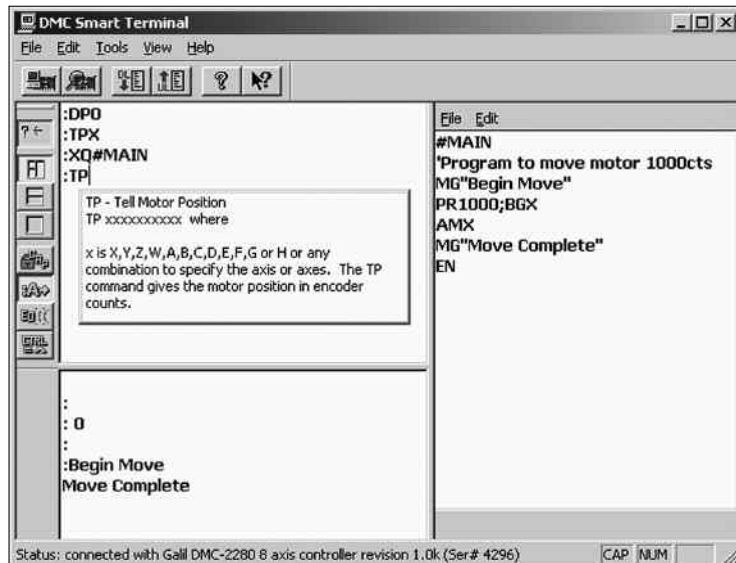 DMC Smart Terminal
File Edit Tools View Help
:DP0
:TPX
:XQ#MAIN
:TP
TP - Tell Motor Position
TP xxxxxxxxxx where
x is X,Y,Z,W,A,B,C,D,E,F,G or H or any
combination to specify the axis or axes. The TP
command gives the motor position in encoder
counts.
:
: 0
:
:Begin Move
Move Complete
File Edit
#MAIN
'Program to move motor 1000cts
MG"Begin Move"
PR1000;BGX
AMX
MG"Move Complete"
EN
Status: connected with Galil DMC-2280 8 axis controller revision 1.0k (Ser# 4296)
CAP NUM